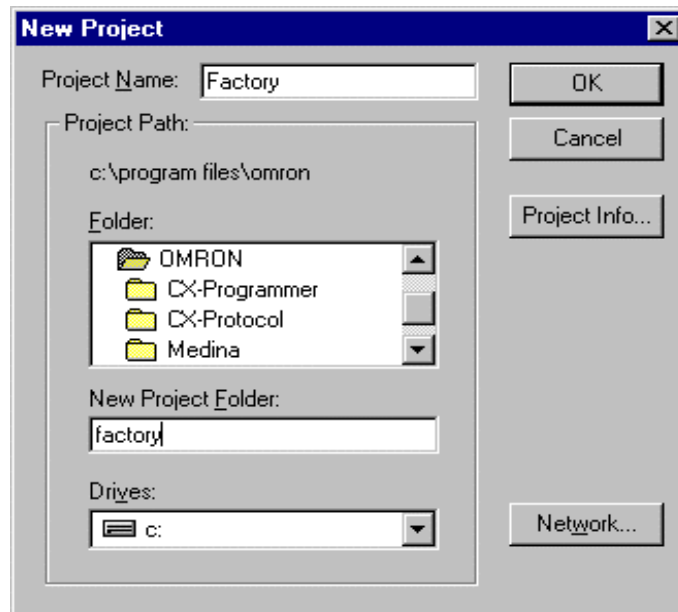 New Project
Project Name: Factory
OK
Project Path:
Cancel
c:\program files\omron
Project Info...
Folder:
OMRON
CX-Programmer
CX-Protocol
Medina
New Project Folder:
factory
Drives:
c:
Network...